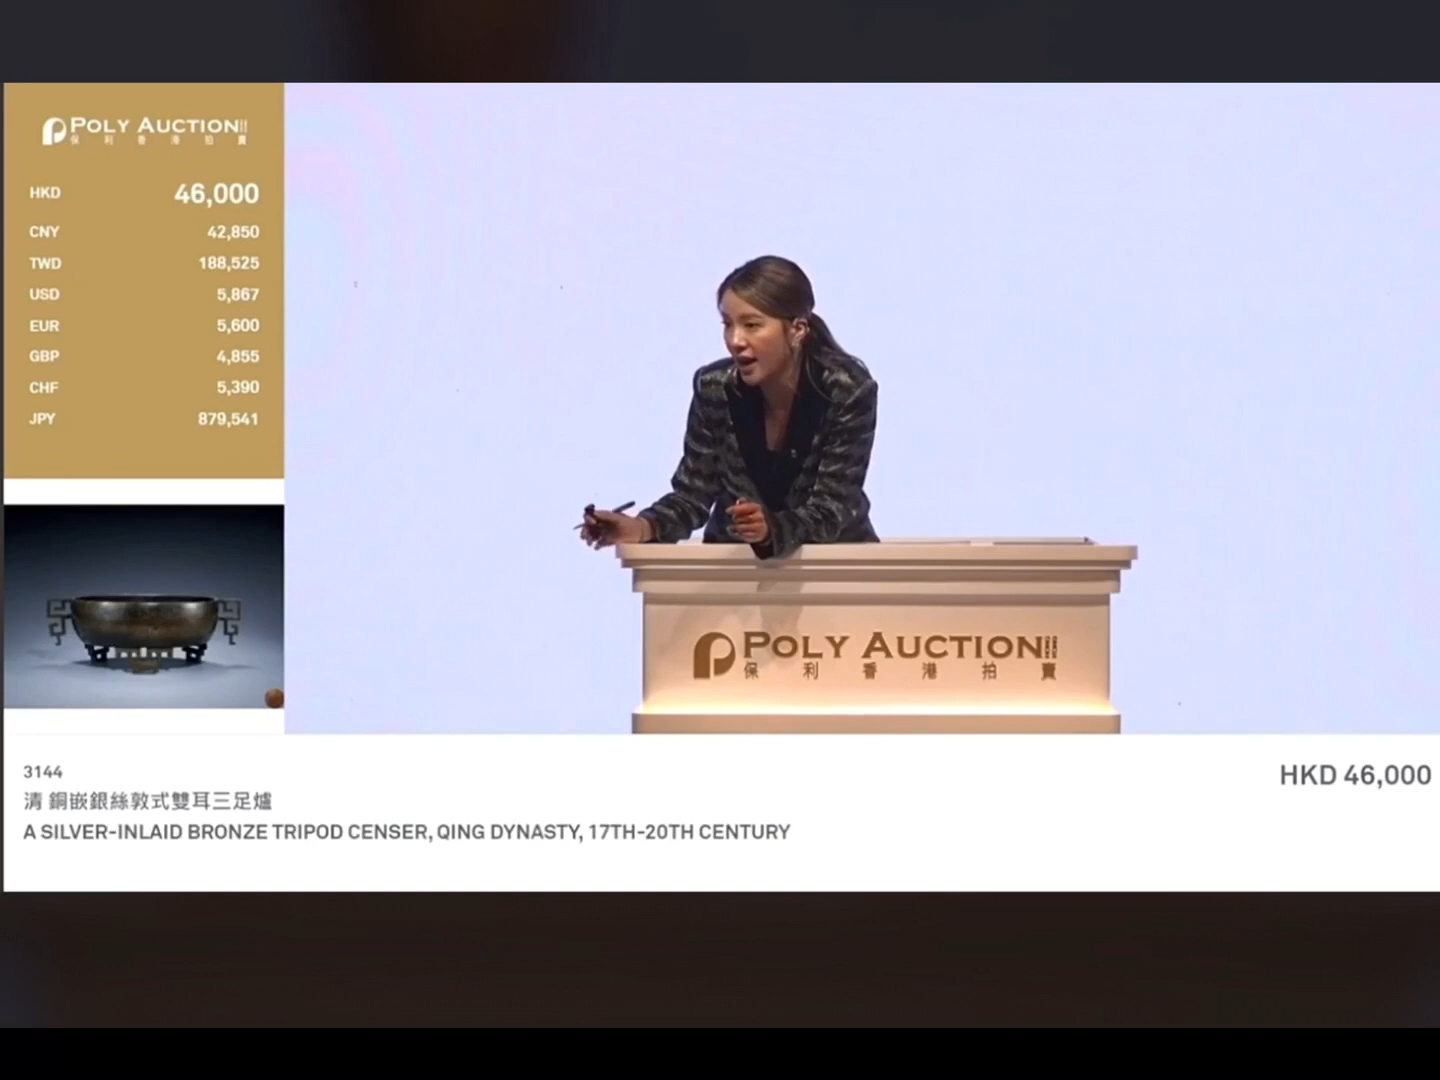 POLY AUCTION
保利香港拍賣
HKD 46,000
CNY 42,850
TWD 188,525
USD 5,867
EUR 5,600
GBP 4,855
CHF 5,390
JPY 879,541
POLY AUCTION
保利香港拍賣
3144
HKD 46,000
清 銅嵌銀絲敦式雙耳三足爐
A SILVER-INLAID BRONZE TRIPOD CENSER, QING DYNASTY, 17TH-20TH CENTURY